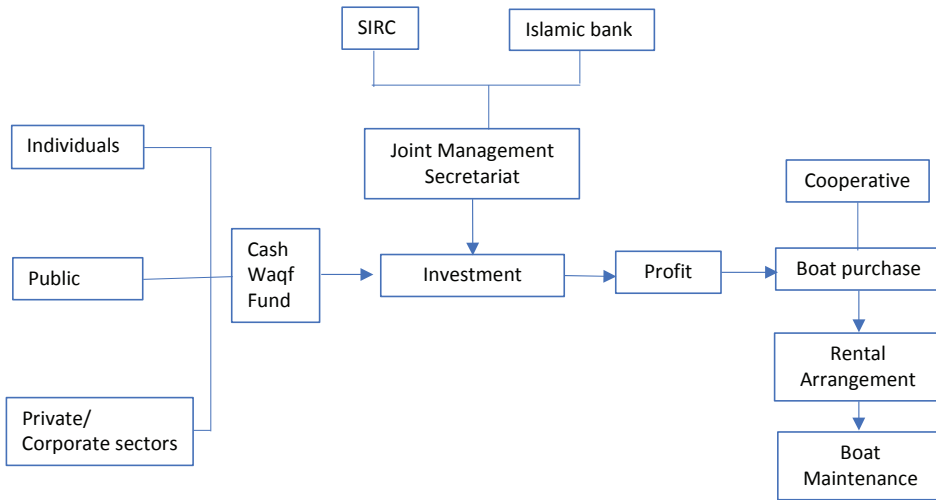 SIRC
Islamic bank
Individuals
Joint Management
Secretariat
Cooperative
Cash
Waqf
Fund
Public
Investment
Profit
Boat purchase
Rental
Arrangement
Private/
Corporate sectors
Boat
Maintenance